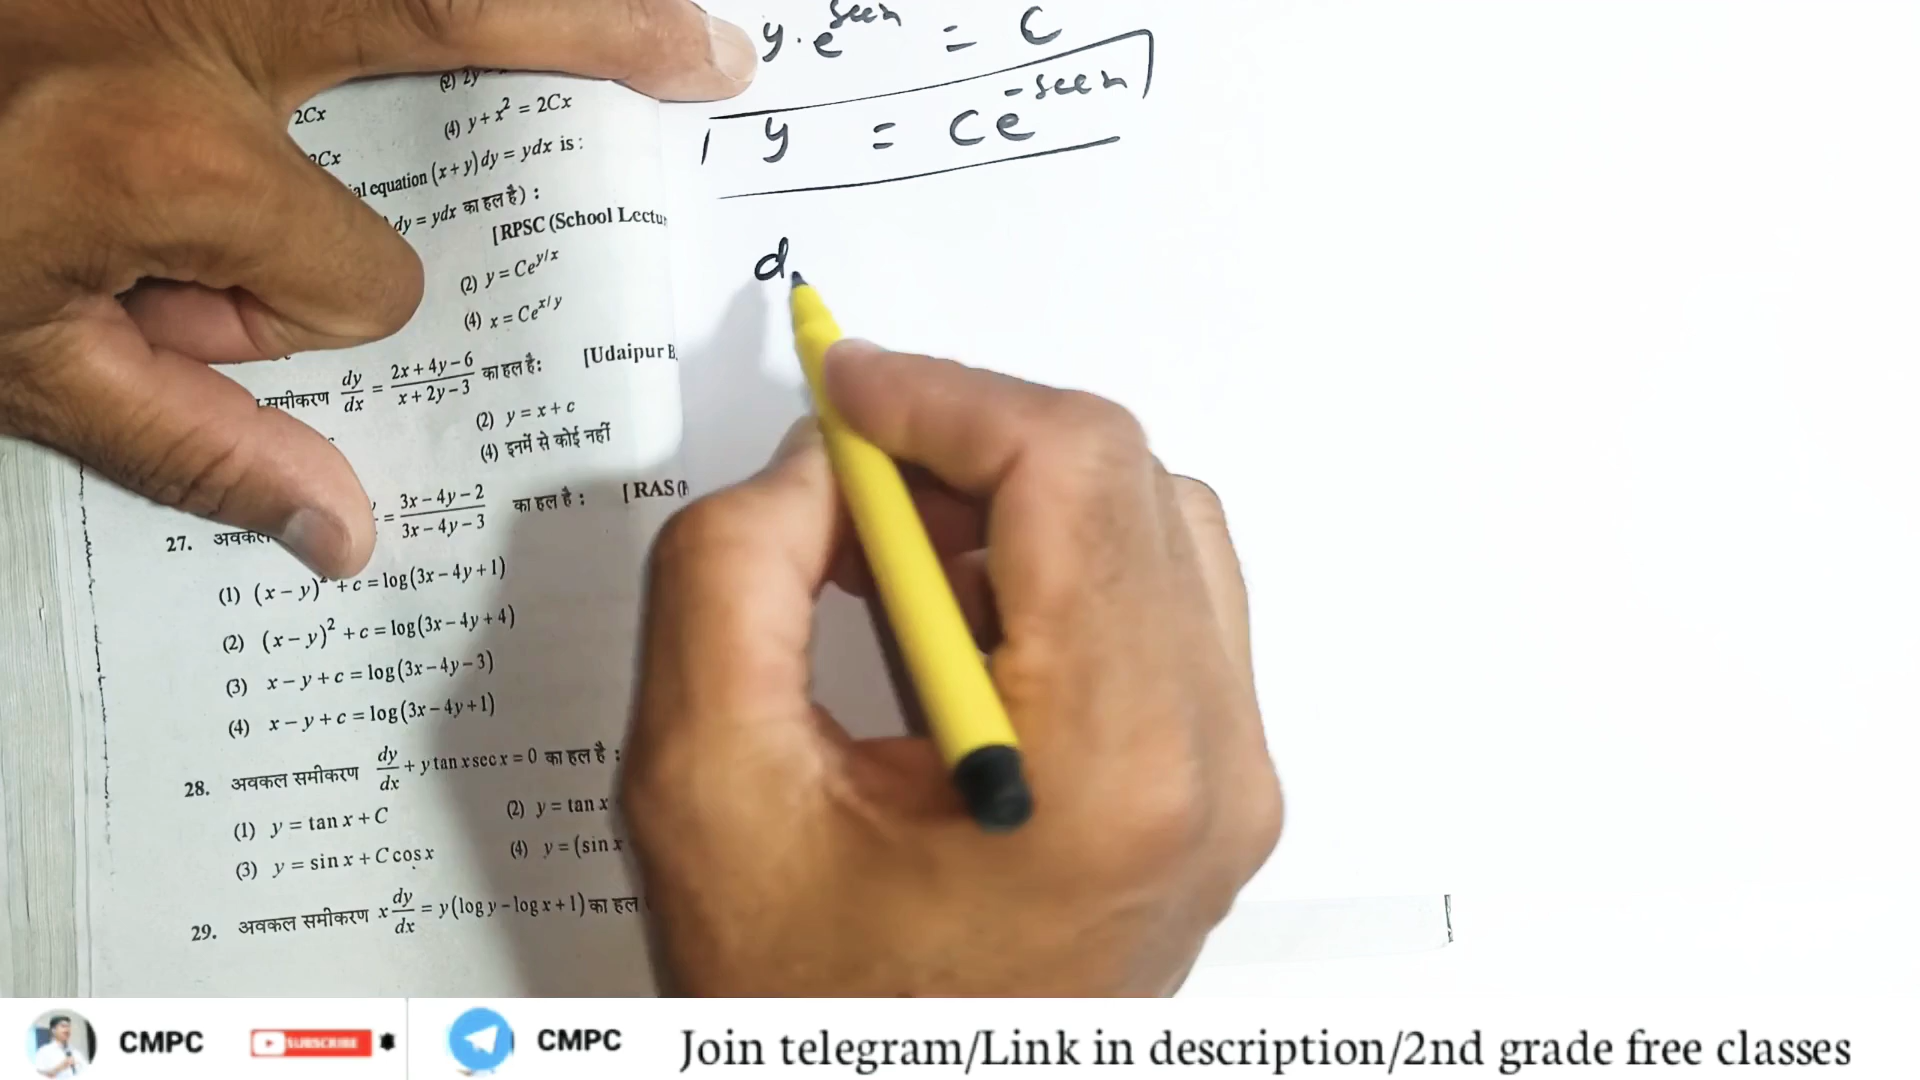 y · e^{secx} = C
y = Ce^{-secx}
d
(2) 2y
2Cx
(4) y + x² = 2Cx
Cx
equation (x + y)dy = ydx is :
dy = ydx का हल है) :
[RPSC (School Lectu
(2) y = Ce^{y/x}
(4) x = Ce^{x/y}
समीकरण dy/dx = (2x + 4y − 6)/(x + 2y − 3) का हल है: [Udaipur B.
(2) y = x + c
(4) इनमें से कोई नहीं
27. अवकल = (3x − 4y − 2)/(3x − 4y − 3) का हल है : [RAS (P
(1) (x − y)² + c = log(3x − 4y + 1)
(2) (x − y)² + c = log(3x − 4y + 4)
(3) x − y + c = log(3x − 4y − 3)
(4) x − y + c = log(3x − 4y + 1)
28. अवकल समीकरण dy/dx + y tan x sec x = 0 का हल है :
(1) y = tan x + C (2) y = tan x
(3) y = sin x + C cos x (4) y = (sin x
29. अवकल समीकरण x dy/dx = y(log y − log x + 1) का हल
CMPC SUBSCRIBE CMPC Join telegram/Link in description/2nd grade free classes